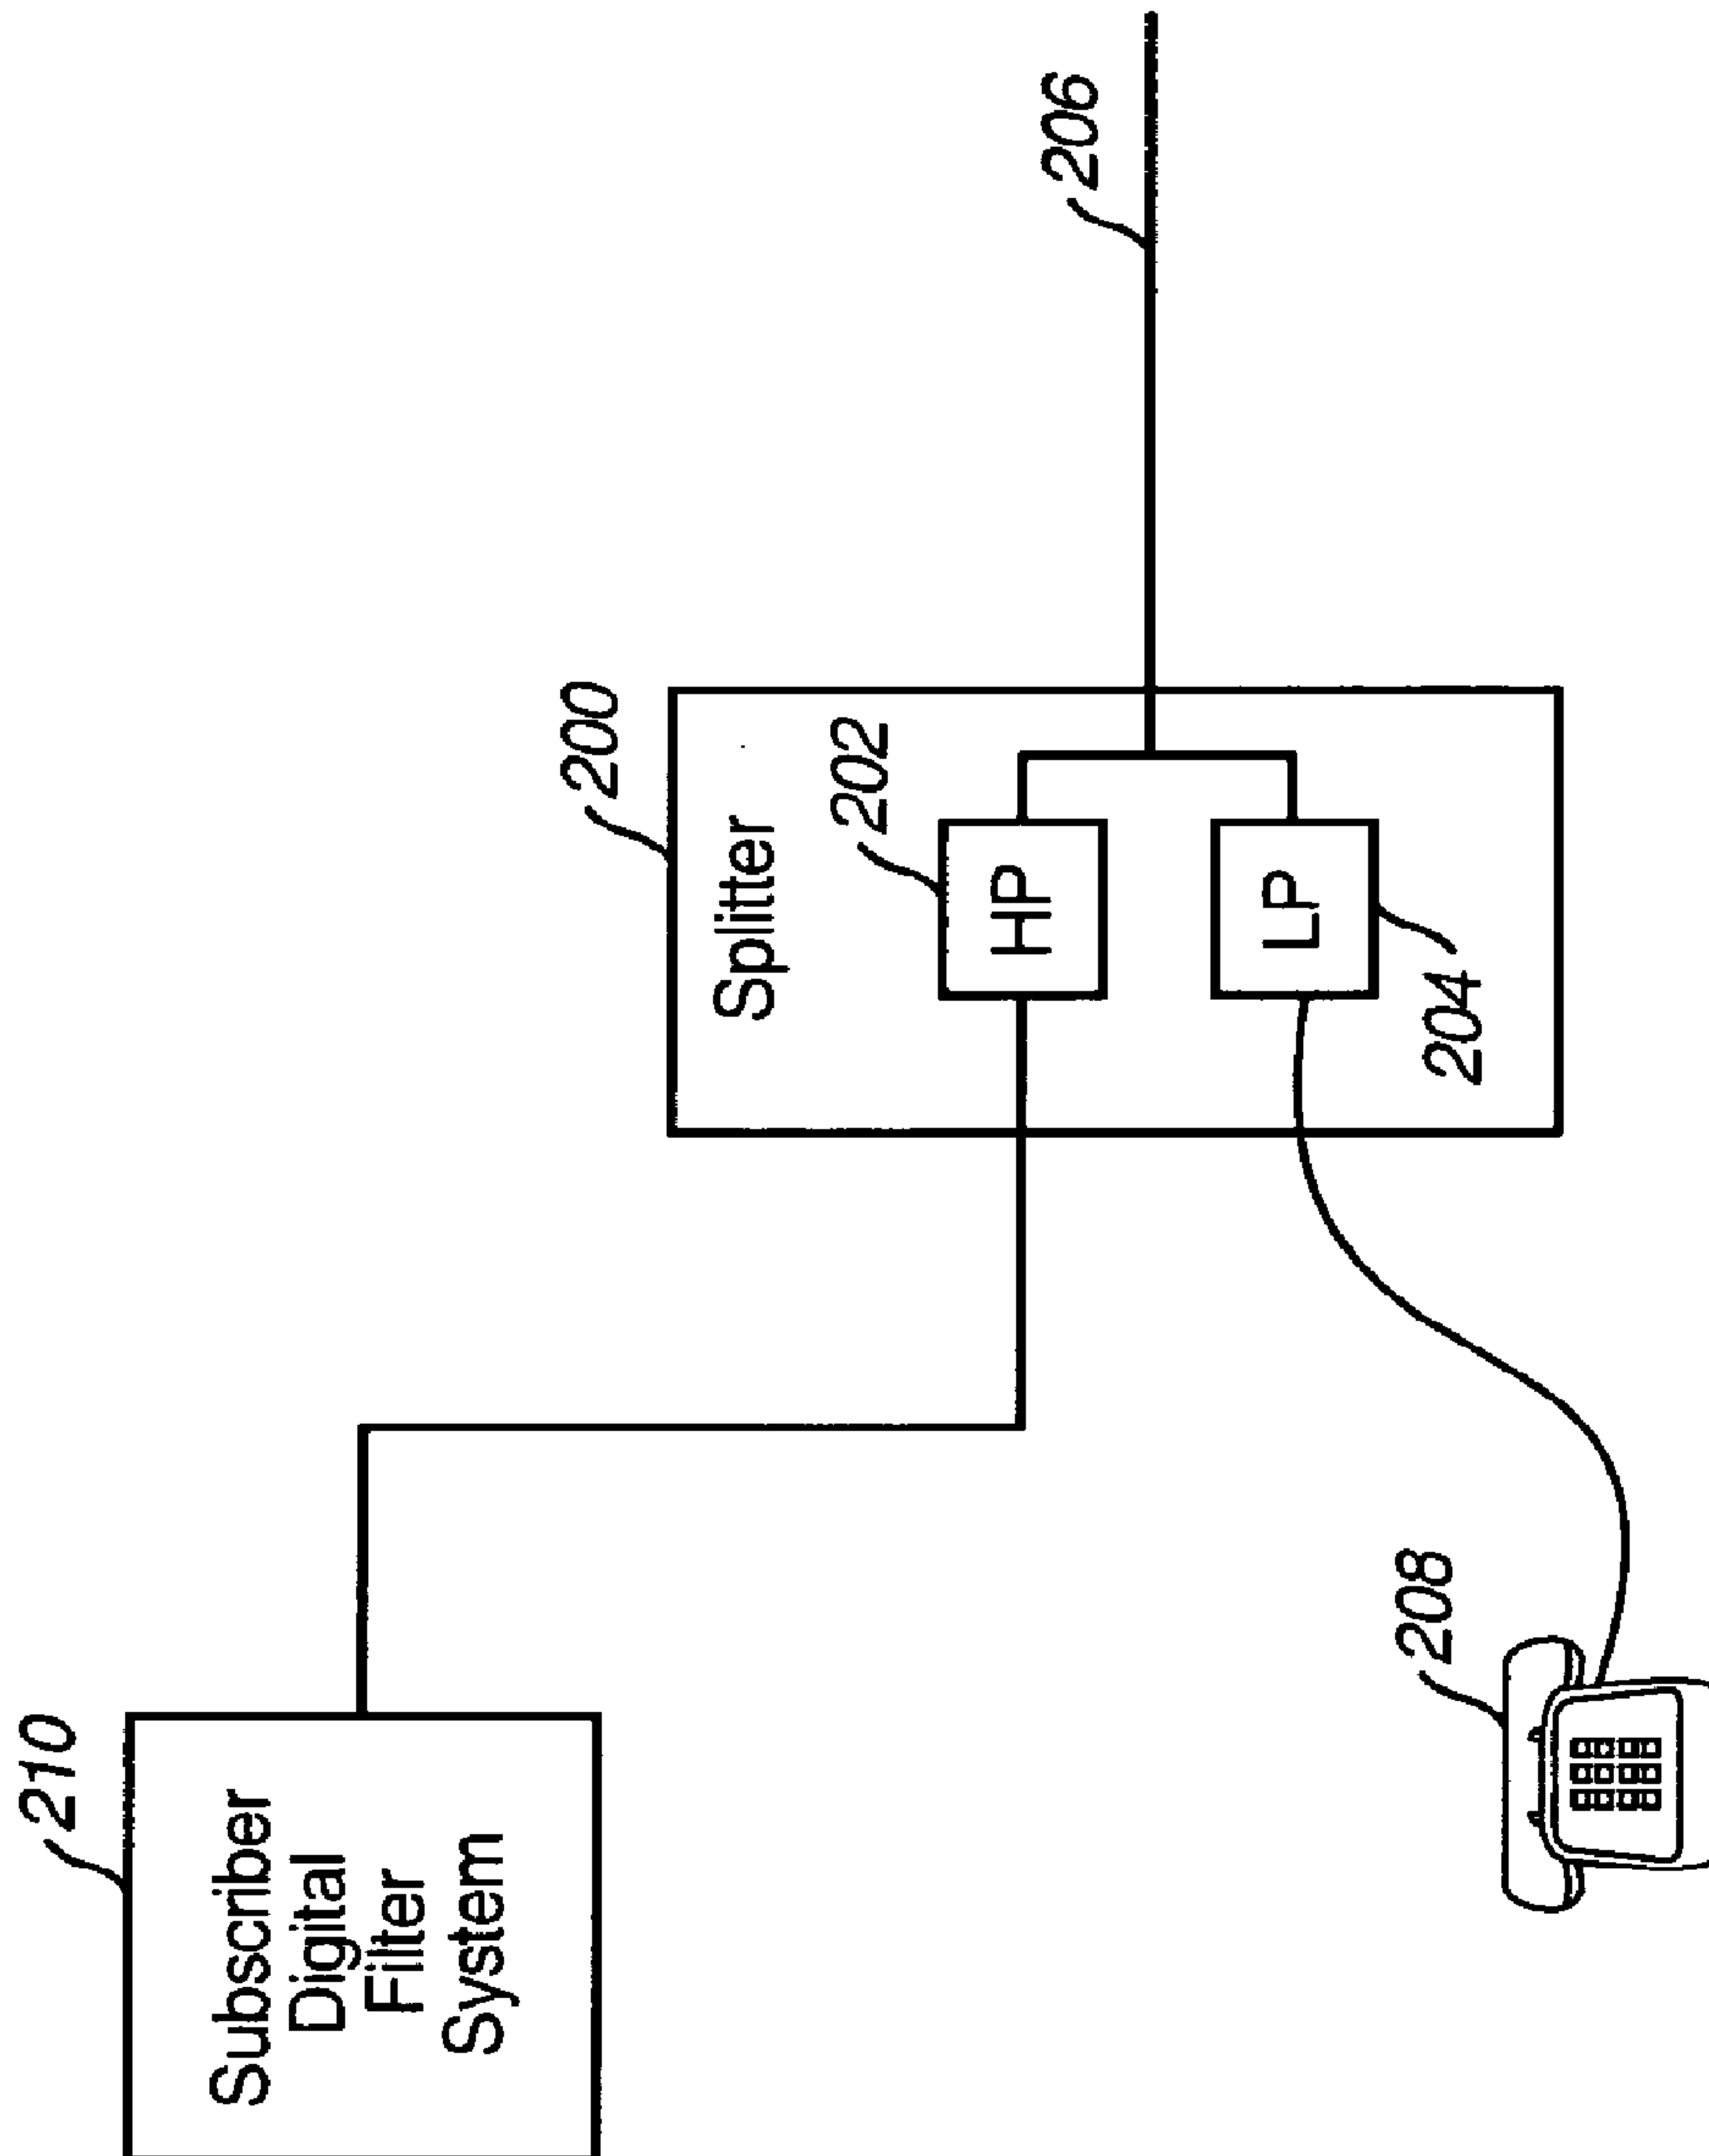 210
Subscriber
Digital
Filter
System
200
Splitter
202
HP
LP
204
206
208